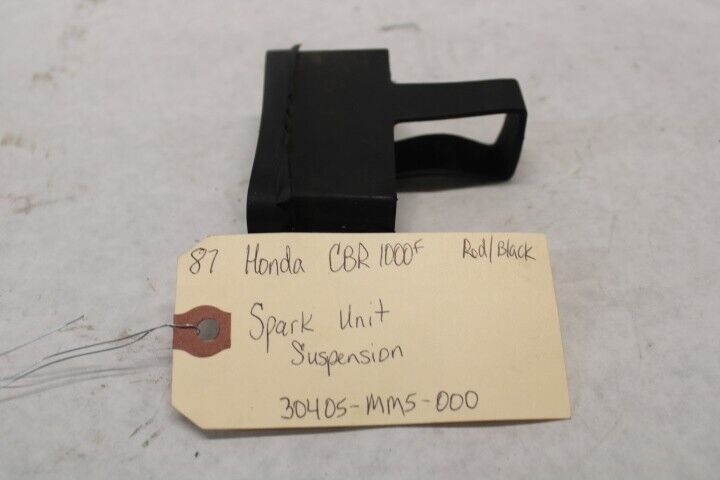 87 Honda CBR 1000F Red/Black
Spark Unit
Suspension
30405-MM5-000